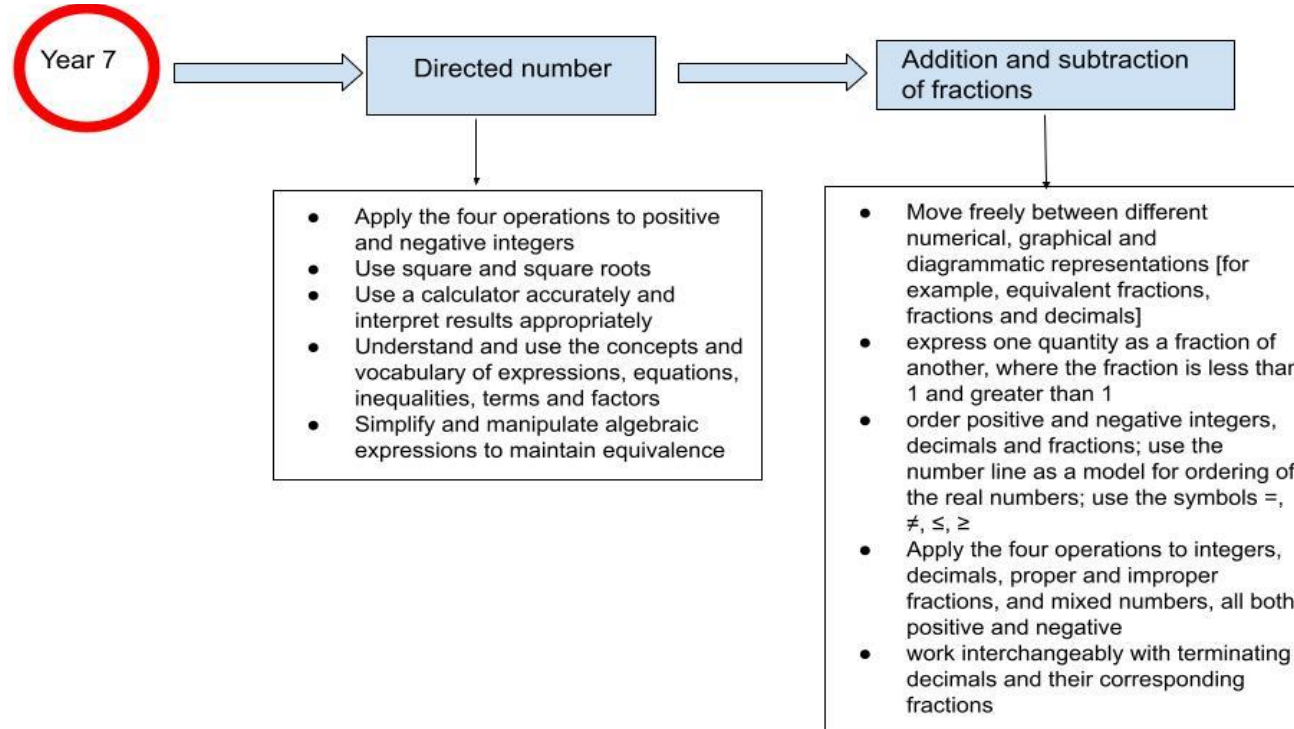 Year 7
Directed number
Addition and subtraction
of fractions
● Apply the four operations to positive
and negative integers
● Use square and square roots
● Use a calculator accurately and
interpret results appropriately
● Understand and use the concepts and
vocabulary of expressions, equations,
inequalities, terms and factors
● Simplify and manipulate algebraic
expressions to maintain equivalence
● Move freely between different
numerical, graphical and
diagrammatic representations [for
example, equivalent fractions,
fractions and decimals]
● express one quantity as a fraction of
another, where the fraction is less than
1 and greater than 1
● order positive and negative integers,
decimals and fractions; use the
number line as a model for ordering of
the real numbers; use the symbols =,
≠, ≤, ≥
● Apply the four operations to integers,
decimals, proper and improper
fractions, and mixed numbers, all both
positive and negative
● work interchangeably with terminating
decimals and their corresponding
fractions